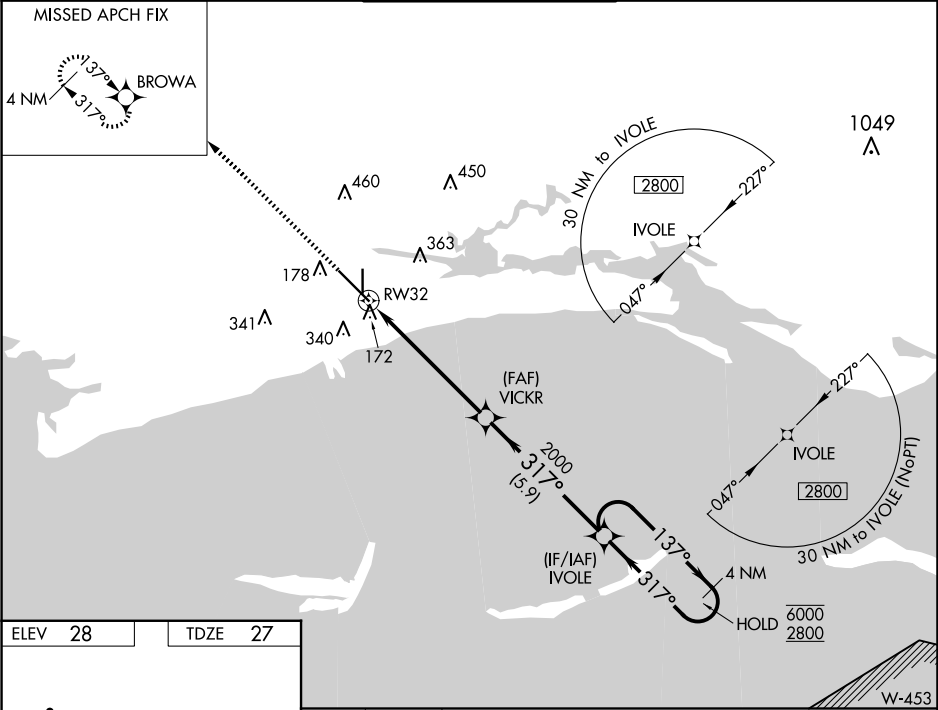 MISSED APCH FIX
137°
BROWA
4 NM
317°
1049
30 NM to IVOLE
2800
227°
IVOLE
047°
460
450
363
178
RW32
341
340
172
(FAF)
VICKR
2000
317°
(5.9)
227°
IVOLE
047°
2800
30 NM to IVOLE (NoPT)
(IF/IAF)
IVOLE
137°
317°
4 NM
HOLD
6000
2800
ELEV 28
TDZE 27
W-453